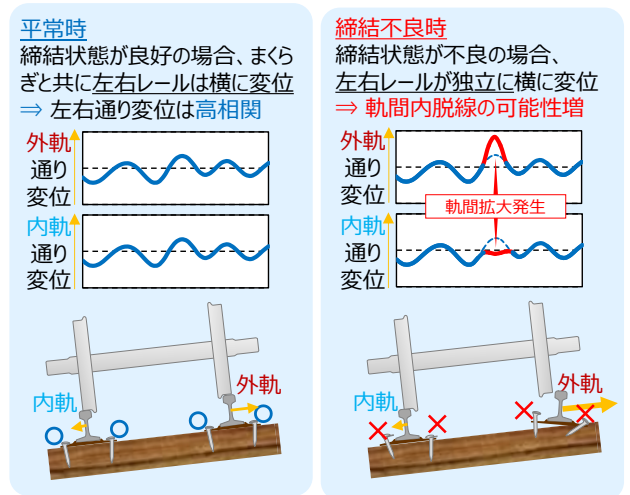 平常時
締結状態が良好の場合、まくら
ぎと共に左右レールは横に変位
⇒ 左右通り変位は高相関
外軌
通り
変位
内軌
通り
変位
内軌
外軌
締結不良時
締結状態が不良の場合、
左右レールが独立に横に変位
⇒ 軌間内脱線の可能性増
外軌
通り
変位
軌間拡大発生
内軌
通り
変位
内軌
外軌